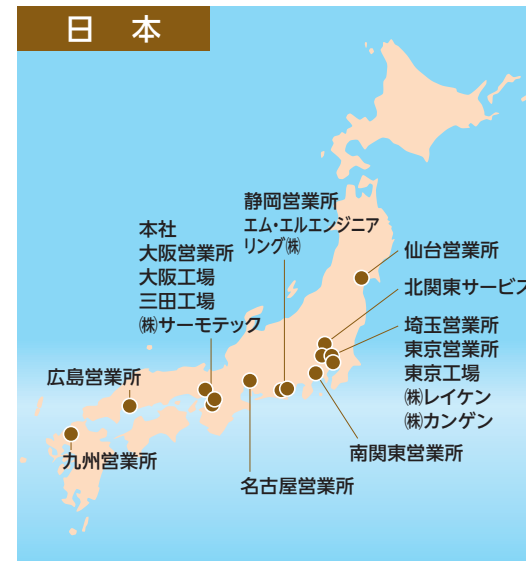 日本
静岡営業所
エム・エルエンジニア
リング㈱
本社
大阪営業所
大阪工場
三田工場
㈱サーモテック
仙台営業所
北関東サービス
埼玉営業所
東京営業所
東京工場
㈱レイケン
㈱カンゲン
広島営業所
南関東営業所
九州営業所
名古屋営業所